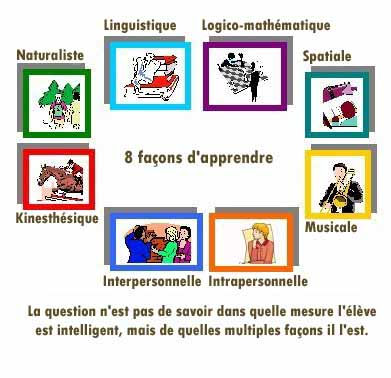 Linguistique
Logico-mathématique
Naturaliste
Spatiale
8 façons d'apprendre
Kinesthésique
Musicale
Interpersonnelle
Intrapersonnelle
La question n'est pas de savoir dans quelle mesure l'élève
est intelligent, mais de quelles multiples façons il l'est.